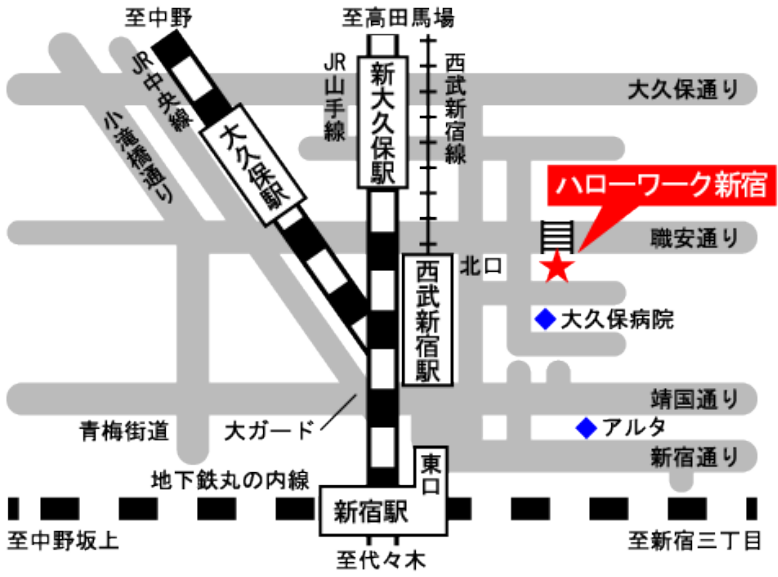 至中野
至高田馬場
JR中央線
JR山手線
西武新宿線
大久保通り
小滝橋通り
大久保駅
新大久保駅
ハローワーク新宿
職安通り
北口
西武新宿駅
大久保病院
靖国通り
青梅街道
大ガード
アルタ
東口
新宿通り
地下鉄丸の内線
新宿駅
至中野坂上
至新宿三丁目
至代々木